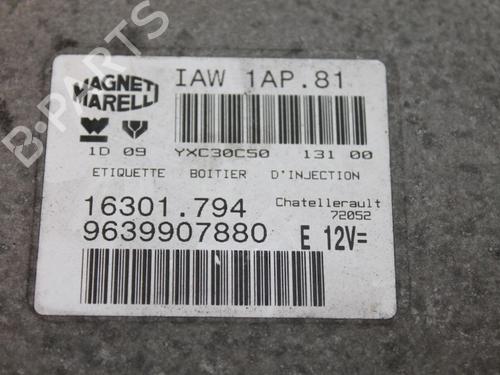 MAGNETI
MARELLI
IAW 1AP.81
1D 09 YXC30C50 131 00
ETIQUETTE BOITIER D'INJECTION
16301.794
Chatellerault
72052
9639907880
E 12V=
B-PARTS